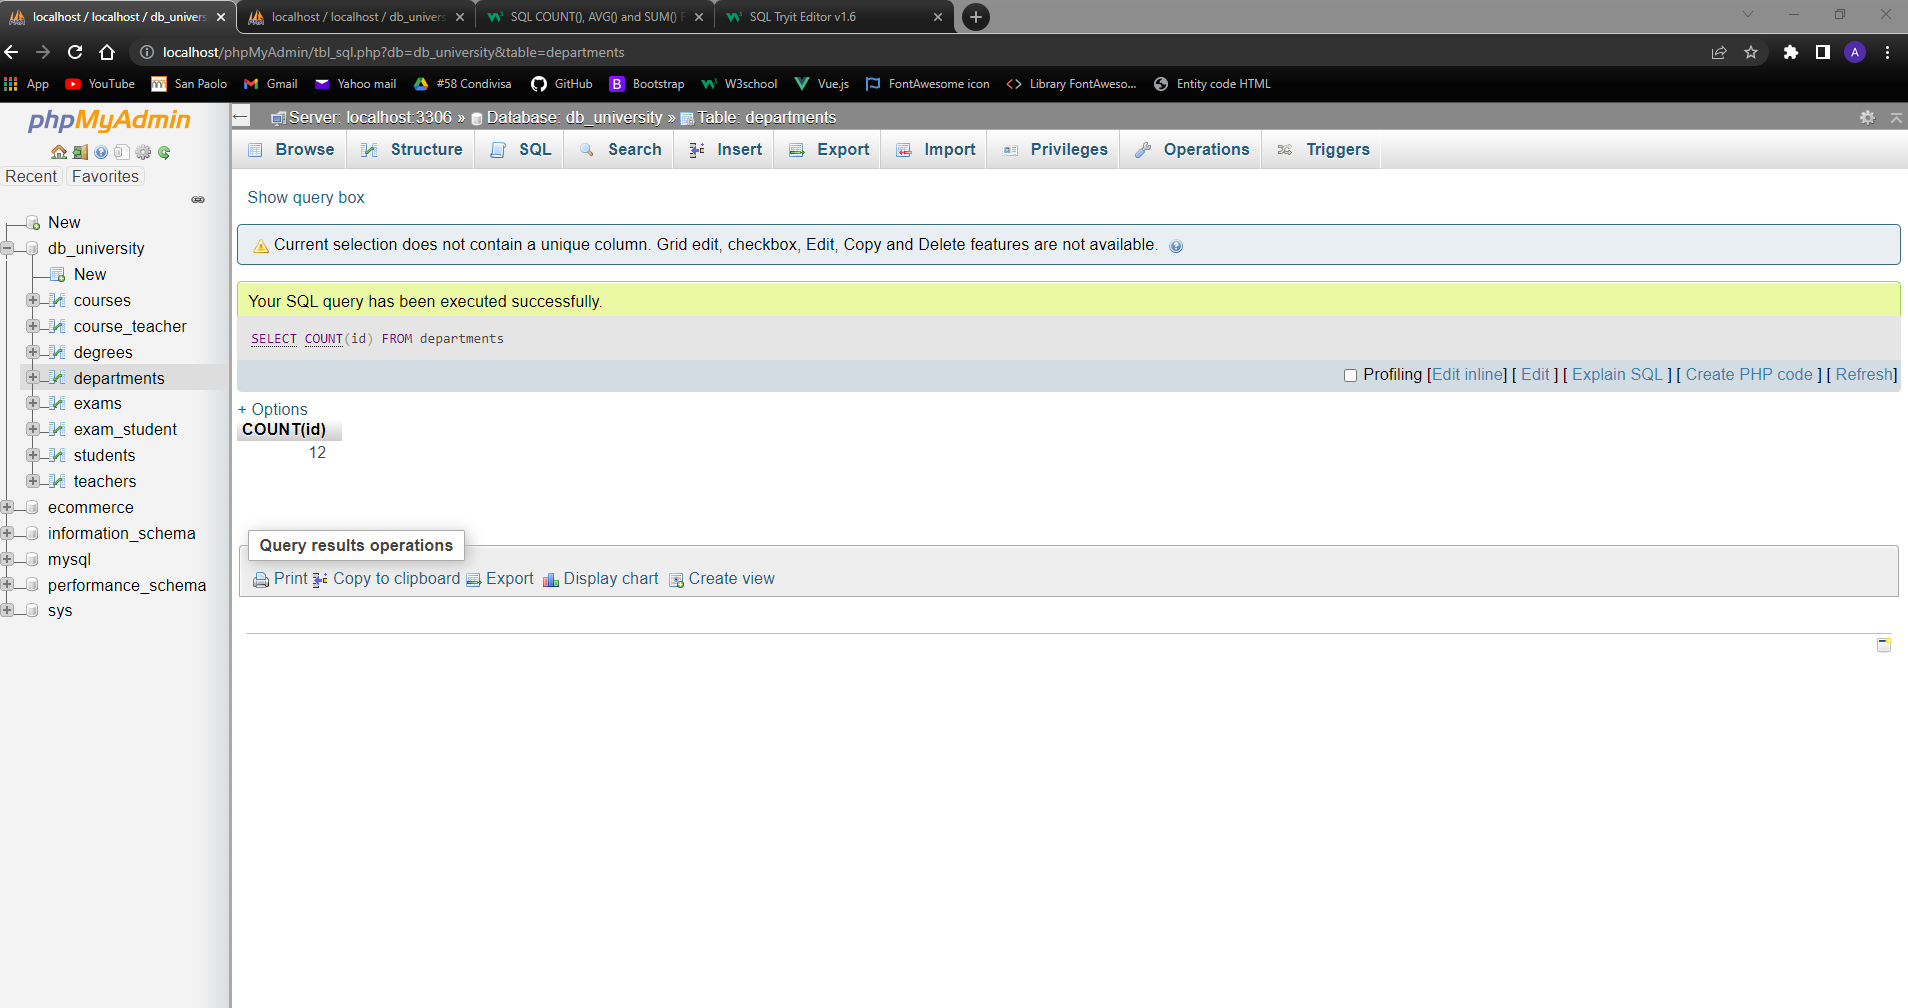 localhost / localhost / db_univers
localhost / localhost / db_univers
SQL COUNT(), AVG() and SUM() F
SQL Tryit Editor v1.6
localhost/phpMyAdmin/tbl_sql.php?db=db_university&table=departments
A
App
YouTube
San Paolo
Gmail
Yahoo mail
#58 Condivisa
GitHub
Bootstrap
W3school
Vue.js
FontAwesome icon
Library FontAweso...
Entity code HTML
phpMyAdmin
Recent
Favorites
New
db_university
New
courses
course_teacher
degrees
departments
exams
exam_student
students
teachers
ecommerce
information_schema
mysql
performance_schema
sys
Server: localhost:3306 » Database: db_university » Table: departments
Browse
Structure
SQL
Search
Insert
Export
Import
Privileges
Operations
Triggers
Show query box
Current selection does not contain a unique column. Grid edit, checkbox, Edit, Copy and Delete features are not available.
Your SQL query has been executed successfully.
SELECT COUNT(id) FROM departments
Profiling [Edit inline] [ Edit ] [ Explain SQL ] [ Create PHP code ] [ Refresh]
+ Options
COUNT(id)
12
Query results operations
Print
Copy to clipboard
Export
Display chart
Create view